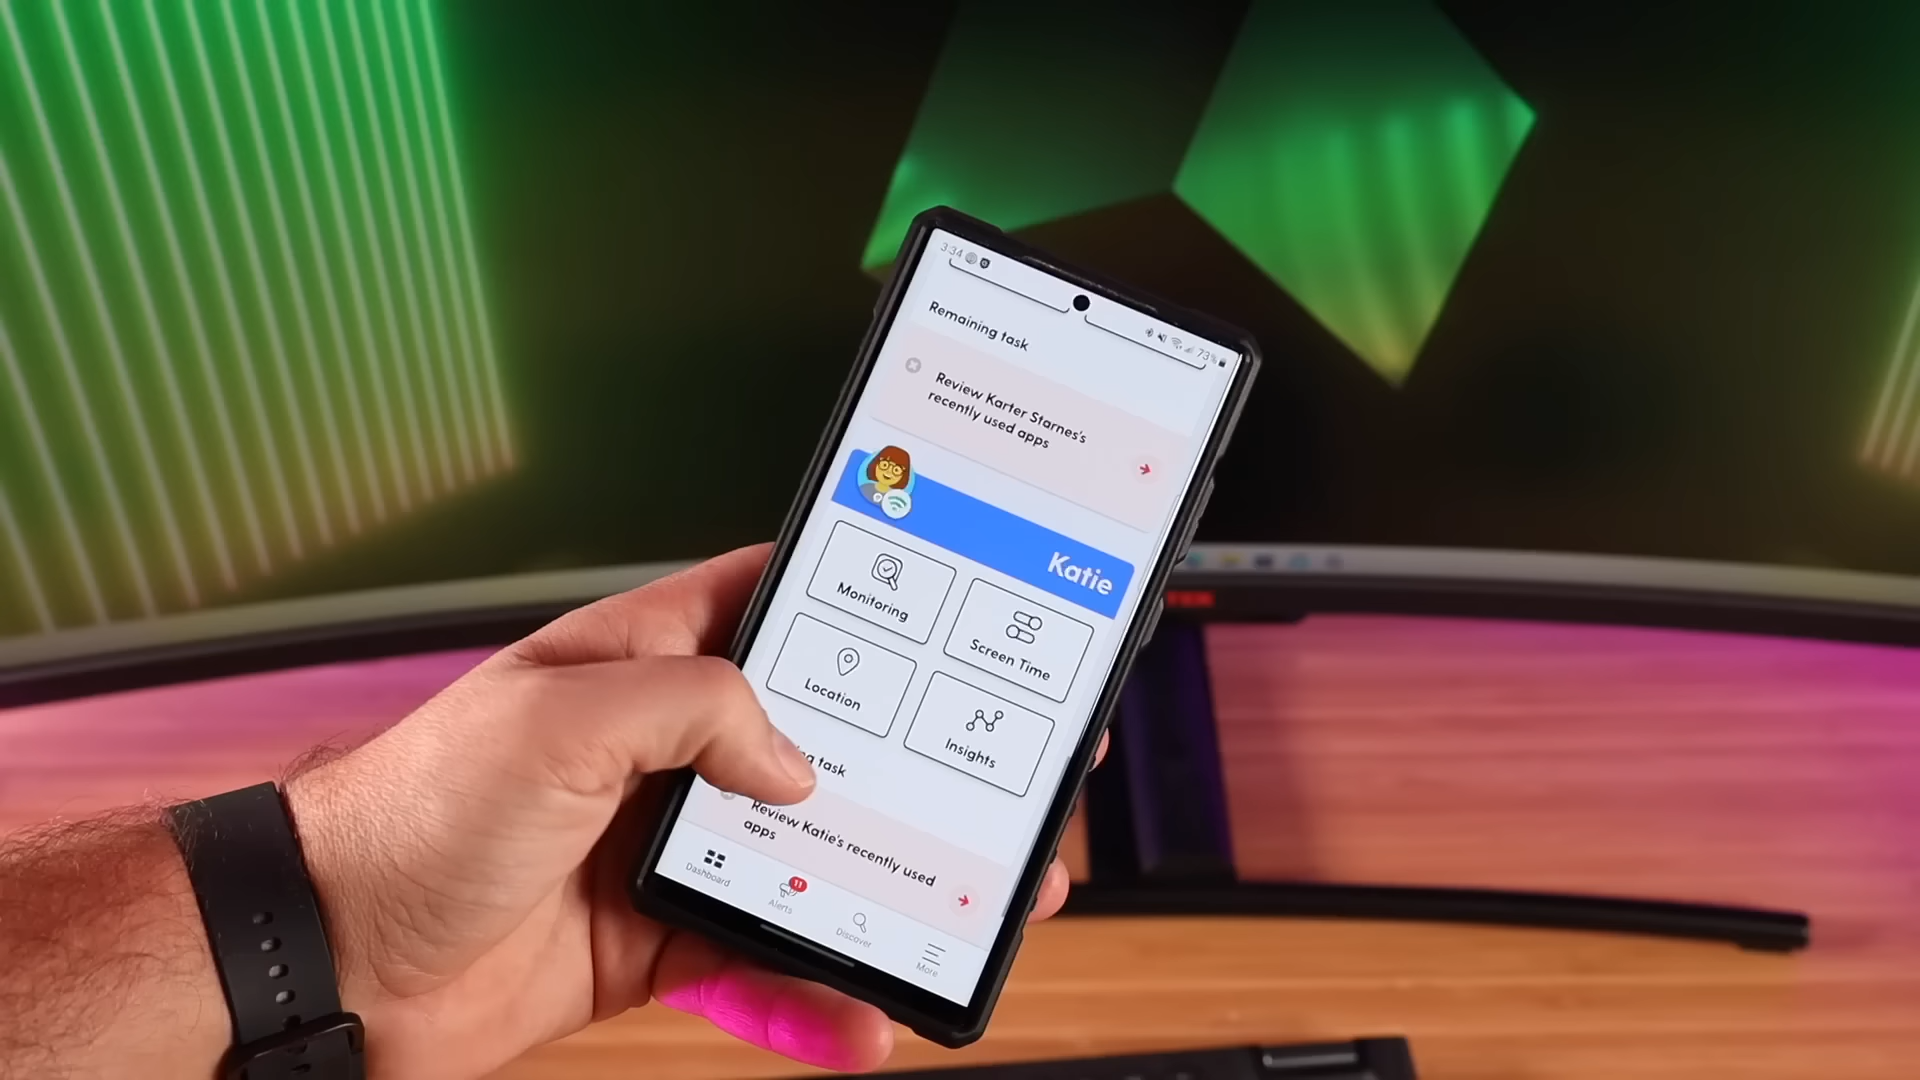 3:34
73%
Remaining task
Review Karter Starnes's
recently used apps
Katie
Monitoring
Screen Time
Location
Insights
task
Review Katie's recently used
apps
Dashboard
11
Alerts
Discover
More